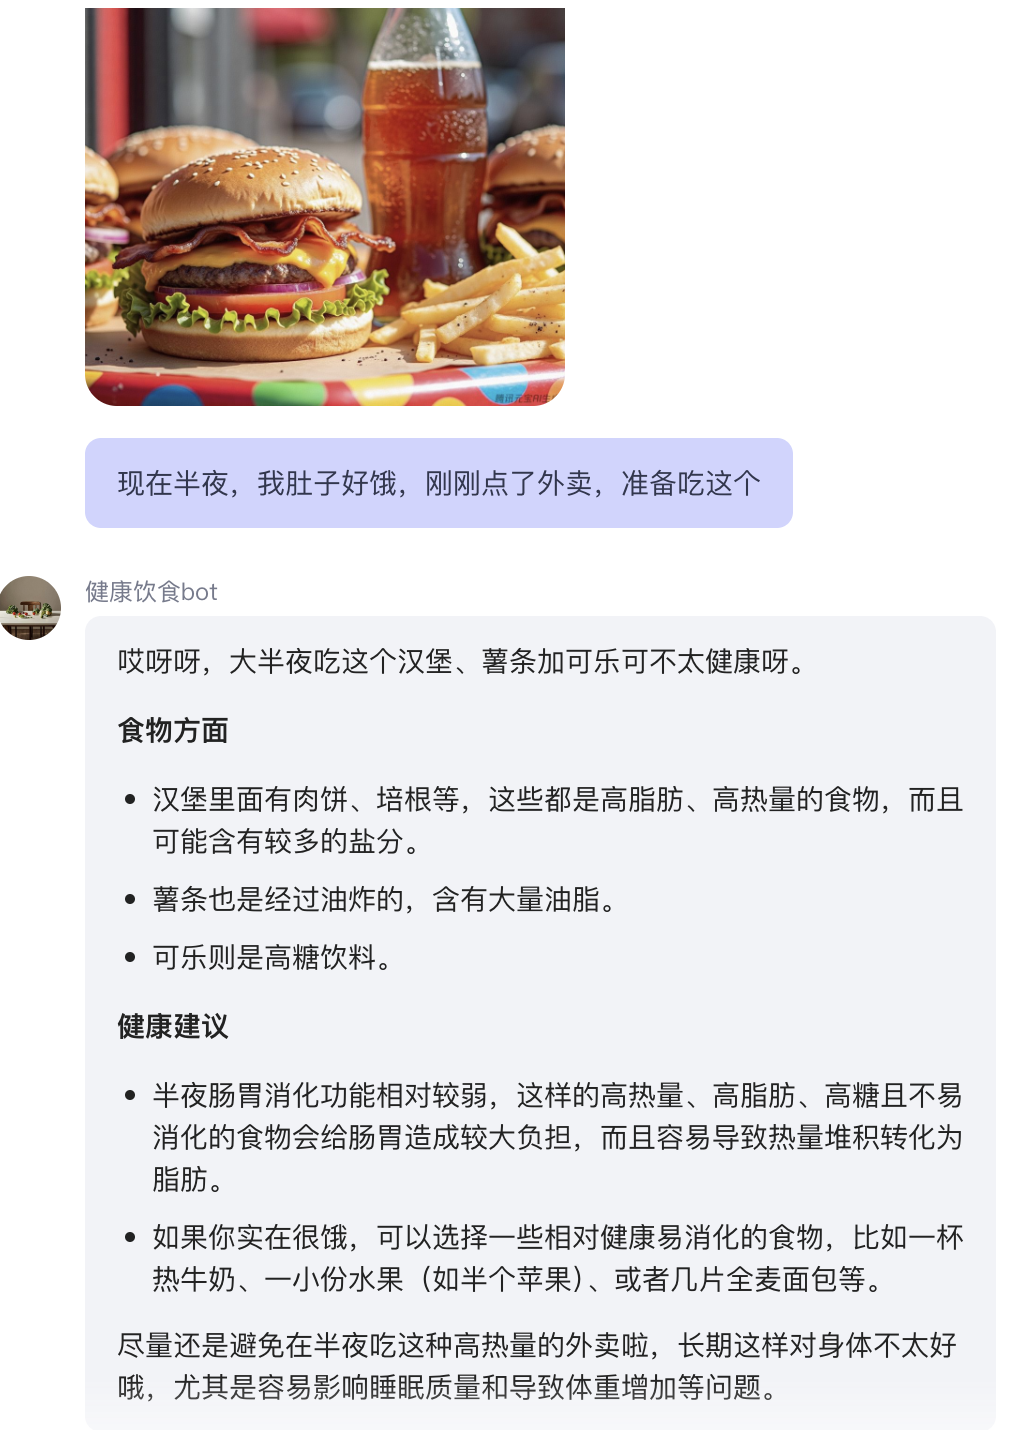 现在半夜，我肚子好饿，刚刚点了外卖，准备吃这个
健康饮食bot
哎呀呀，大半夜吃这个汉堡、薯条加可乐可不太健康呀。
食物方面
• 汉堡里面有肉饼、培根等，这些都是高脂肪、高热量的食物，而且
可能含有较多的盐分。
• 薯条也是经过油炸的，含有大量油脂。
• 可乐则是高糖饮料。
健康建议
• 半夜肠胃消化功能相对较弱，这样的高热量、高脂肪、高糖且不易
消化的食物会给肠胃造成较大负担，而且容易导致热量堆积转化为
脂肪。
• 如果你实在很饿，可以选择一些相对健康易消化的食物，比如一杯
热牛奶、一小份水果（如半个苹果）、或者几片全麦面包等。
尽量还是避免在半夜吃这种高热量的外卖啦，长期这样对身体不太好
哦，尤其是容易影响睡眠质量和导致体重增加等问题。